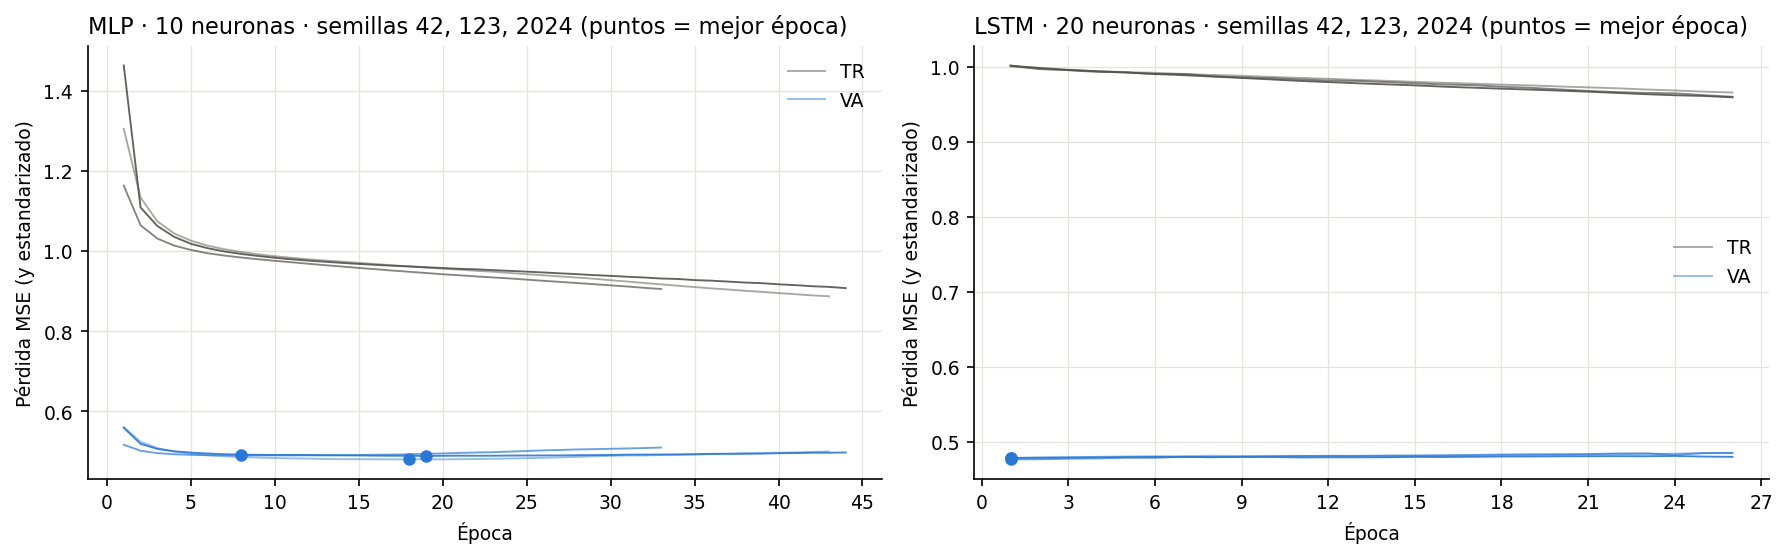 MLP · 10 neuronas · semillas 42, 123, 2024 (puntos = mejor época)
TR
VA
Pérdida MSE (y estandarizado)
1.4
1.2
1.0
0.8
0.6
0 5 10 15 20 25 30 35 40 45
Época
LSTM · 20 neuronas · semillas 42, 123, 2024 (puntos = mejor época)
TR
VA
Pérdida MSE (y estandarizado)
1.0
0.9
0.8
0.7
0.6
0.5
0 3 6 9 12 15 18 21 24 27
Época